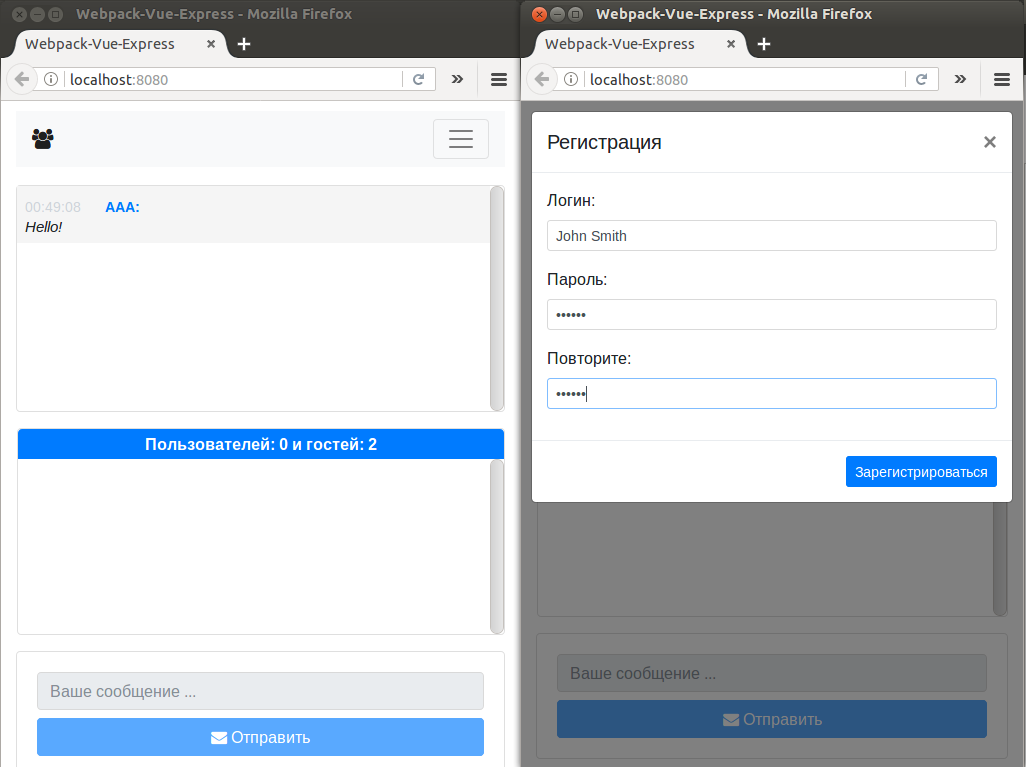 Webpack-Vue-Express - Mozilla Firefox
Webpack-Vue-Express
localhost:8080
00:49:08 AAA:
Hello!
Пользователей: 0 и гостей: 2
Ваше сообщение ...
Отправить
Webpack-Vue-Express - Mozilla Firefox
Webpack-Vue-Express
localhost:8080
Регистрация
Логин:
John Smith
Пароль:
••••••
Повторите:
••••••
Зарегистрироваться
Ваше сообщение ...
Отправить